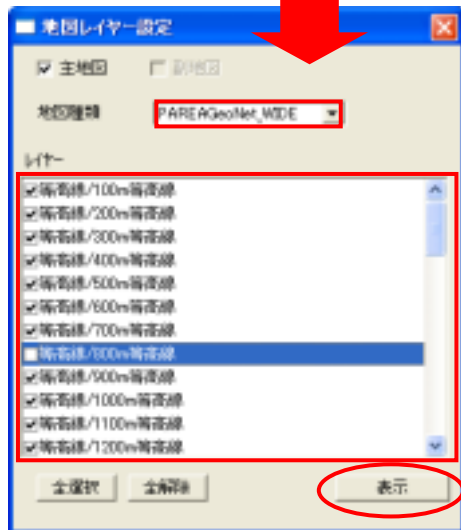 地図レイヤー設定
主地図 副地図
地図種類 PAREAGeoNet_WIDE
レイヤー
等高線/100m等高線
等高線/200m等高線
等高線/300m等高線
等高線/400m等高線
等高線/500m等高線
等高線/600m等高線
等高線/700m等高線
等高線/800m等高線
等高線/900m等高線
等高線/1000m等高線
等高線/1100m等高線
等高線/1200m等高線
全選択 全解除 表示